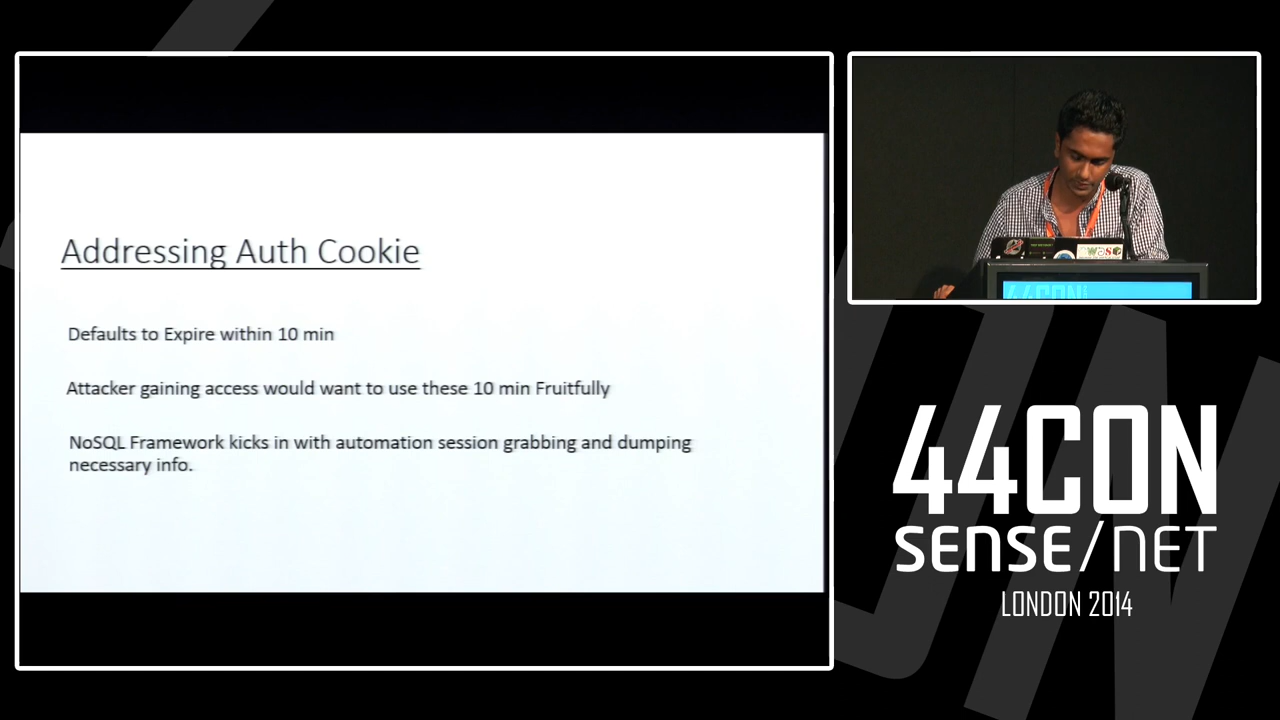 Addressing Auth Cookie
Defaults to Expire within 10 min
Attacker gaining access would want to use these 10 min Fruitfully
NoSQL Framework kicks in with automation session grabbing and dumping
necessary info.
44CON
44CON
SENSE/NET
LONDON 2014